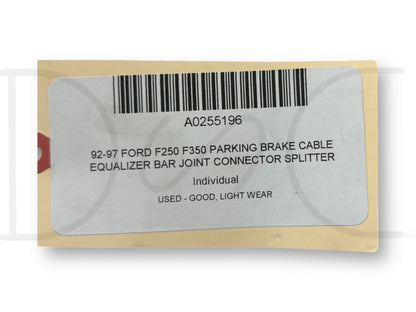 A0255196
92-97 FORD F250 F350 PARKING BRAKE CABLE
EQUALIZER BAR JOINT CONNECTOR SPLITTER
Individual
USED - GOOD, LIGHT WEAR